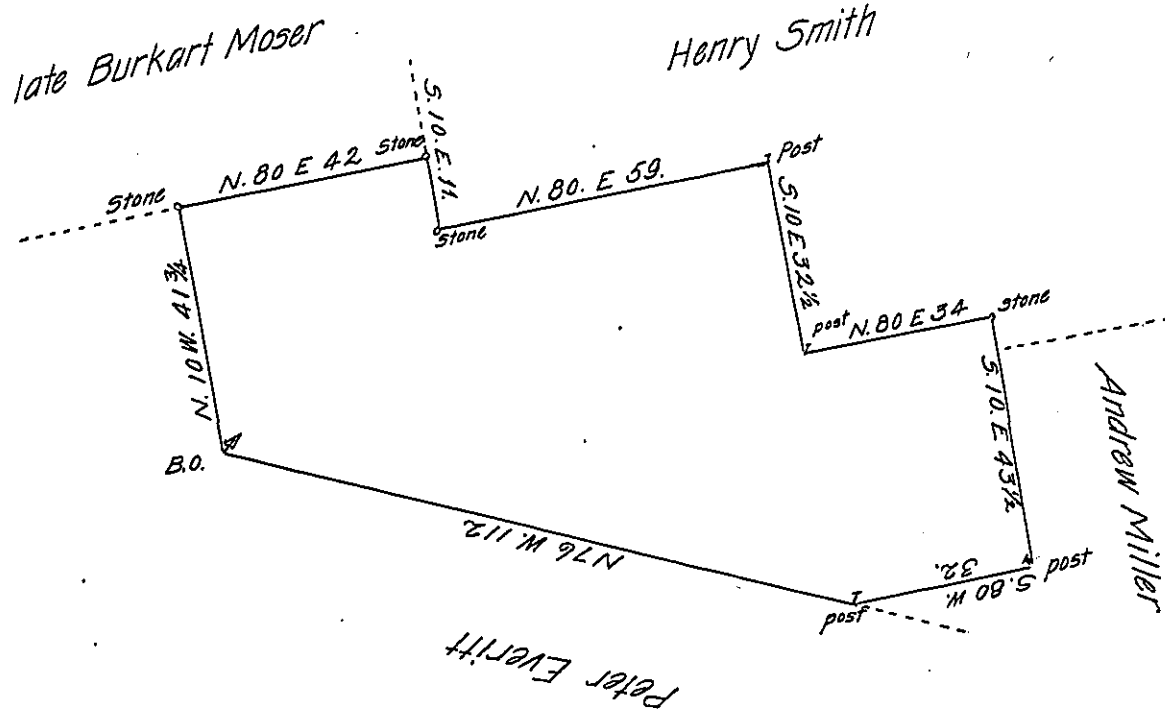 late Burkart Moser
Henry Smith
S. 10. E. 11.
Stone
N. 80 E 42
Stone
Post
N. 80. E 59.
Stone
S. 10 E 32½
N. 10 W. 41¾
post
N. 80 E 34
Stone
S. 10. E 43½
Andrew Miller
B.O.
N 76 W. 112
S. 80 W.
32.
post
post
Peter Everitt